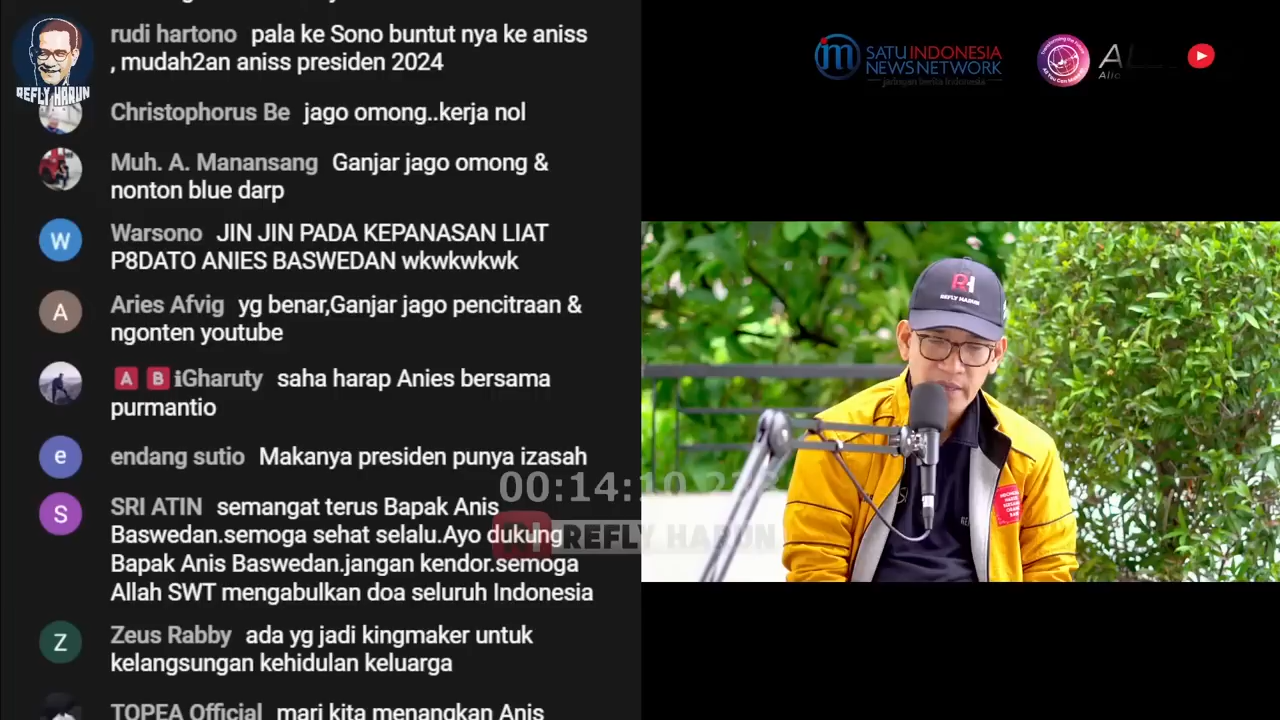 rudi hartono pala ke Sono buntut nya ke aniss
, mudah2an aniss presiden 2024
REFLY HARUN
Christophorus Be jago omong..kerja nol
Muh. A. Manansang Ganjar jago omong &
nonton blue darp
W Warsono JIN JIN PADA KEPANASAN LIAT
P8DATO ANIES BASWEDAN wkwkwkwk
A Aries Afvig yg benar,Ganjar jago pencitraan &
ngonten youtube
🅰 🅱 iGharuty saha harap Anies bersama
purmantio
e endang sutio Makanya presiden punya izasah
S SRI ATIN semangat terus Bapak Anis
Baswedan.semoga sehat selalu.Ayo dukung
Bapak Anis Baswedan.jangan kendor.semoga
Allah SWT mengabulkan doa seluruh Indonesia
Z Zeus Rabby ada yg jadi kingmaker untuk
kelangsungan kehidulan keluarga
TOPEA Official mari kita menangkan Anis
SATU INDONESIA
NEWS NETWORK
jaringan berita Indonesia
RH
REFLY HARUN
00:14:10.
REFLY HARUN